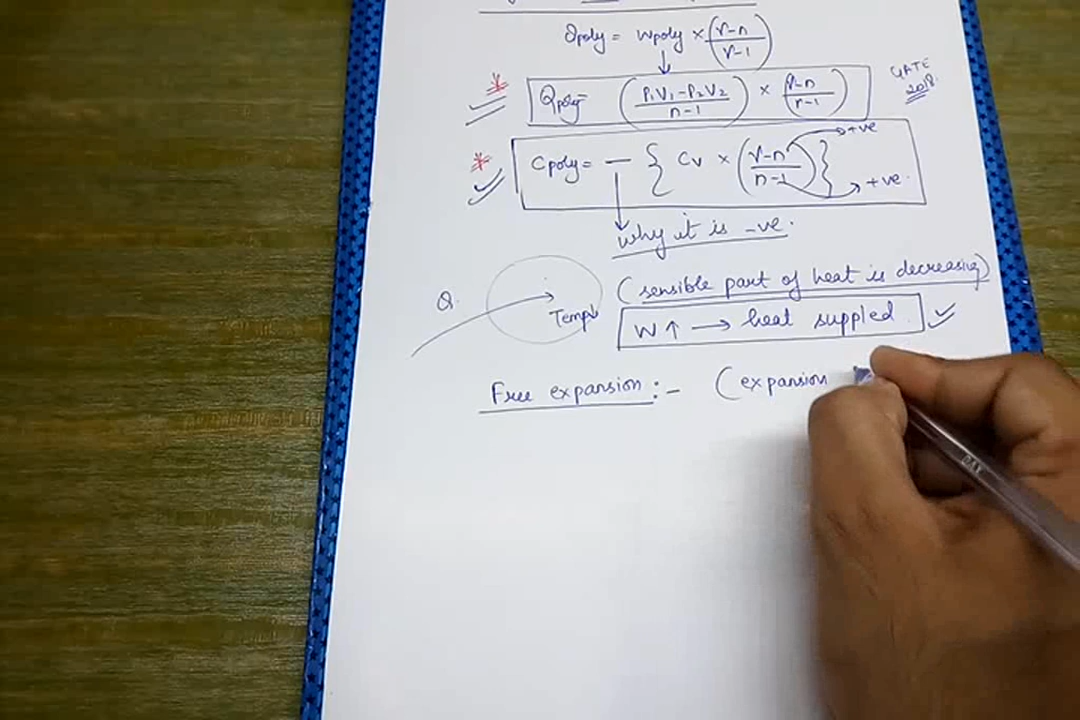 Qpoly = Wpoly × (γ-n / γ-1)
Qpoly = (P1V1 - P2V2 / n-1) × (γ-n / γ-1)
GATE 2018
Cpoly = — { Cv × (γ-n / n-1) } +ve +ve.
Why it is -ve.
Q. (sensible part of heat is decreasing)
Temp↓ W↑ → heat suppled.
Free expansion :- (expansion